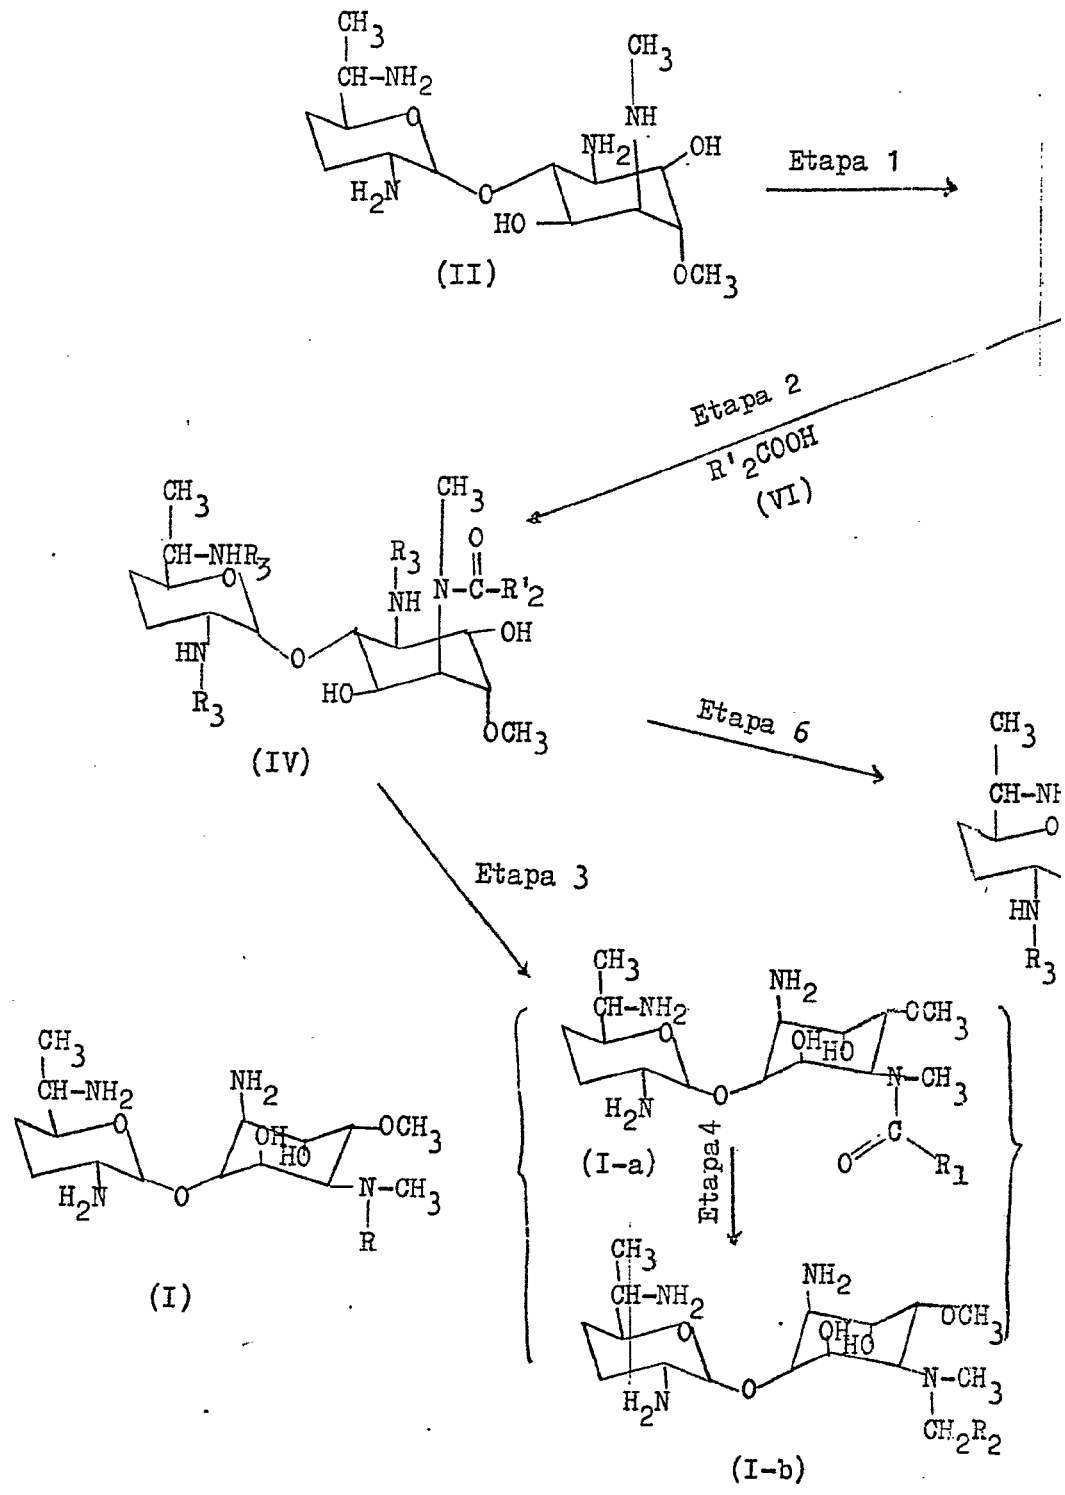 CH3
CH-NH2
O
H2N
O
CH3
NH
NH2
OH
HO
OCH3
(II)
Etapa 1
Etapa 2
R'2COOH
(VI)
CH3
CH-NHR3
O
HN
R3
O
R3
NH
CH3
O
N-C-R'2
OH
HO
OCH3
(IV)
Etapa 6
CH3
O
HN
R3
Etapa 3
CH3
CH-NH2
O
H2N
O
NH2
OH
HO
OCH3
N-CH3
R
(I)
CH3
CH-NH2
O
H2N
O
NH2
OH
HO
OCH3
N-CH3
C
O
R1
(I-a)
Etapa 4
CH3
CH-NH2
O
H2N
O
NH2
OH
HO
OCH3
N-CH3
CH2R2
(I-b)